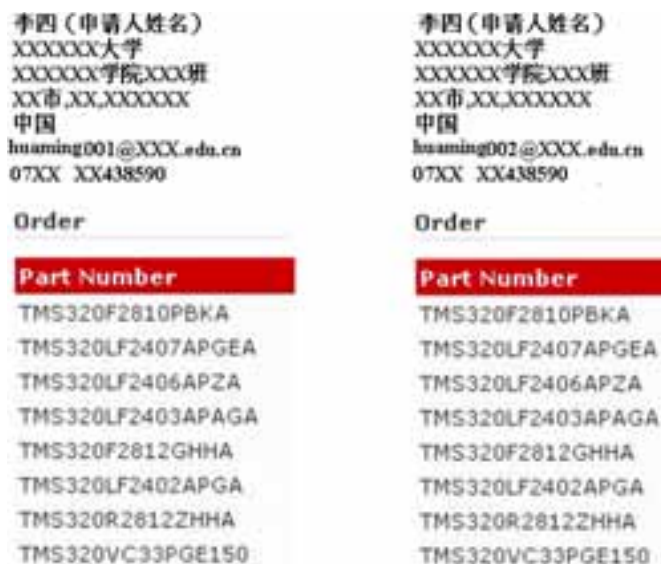 李四（申请人姓名）
XXXXXX大学
XXXXXX学院XXX班
XX市,XX,XXXXXX
中国
huaming001@XXX.edu.cn
07XX XX438590
Order
Part Number
TMS320F2810PBKA
TMS320LF2407APGEA
TMS320LF2406APZA
TMS320LF2403APAGA
TMS320F2812GHHA
TMS320LF2402APGA
TMS320R2812ZHHA
TMS320VC33PGE150
李四（申请人姓名）
XXXXXX大学
XXXXXX学院XXX班
XX市,XX,XXXXXX
中国
huaming002@XXX.edu.cn
07XX XX438590
Order
Part Number
TMS320F2810PBKA
TMS320LF2407APGEA
TMS320LF2406APZA
TMS320LF2403APAGA
TMS320F2812GHHA
TMS320LF2402APGA
TMS320R2812ZHHA
TMS320VC33PGE150